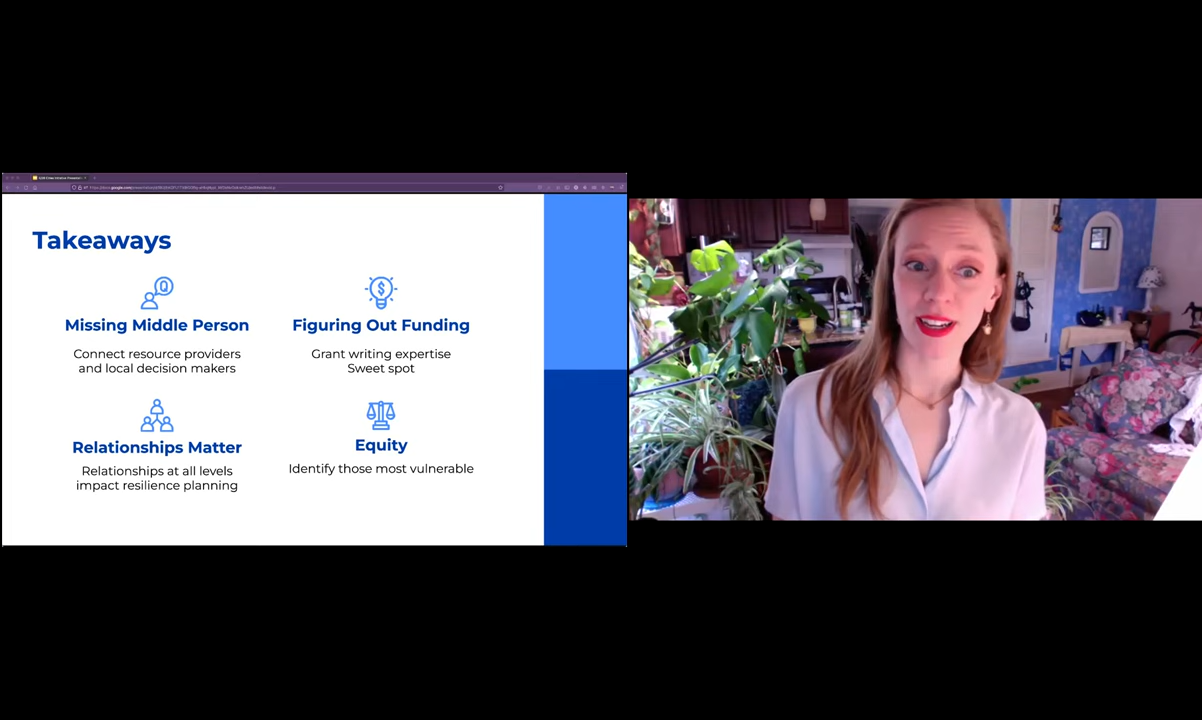 Takeaways
Missing Middle Person
Connect resource providers
and local decision makers
Figuring Out Funding
Grant writing expertise
Sweet spot
Relationships Matter
Relationships at all levels
impact resilience planning
Equity
Identify those most vulnerable